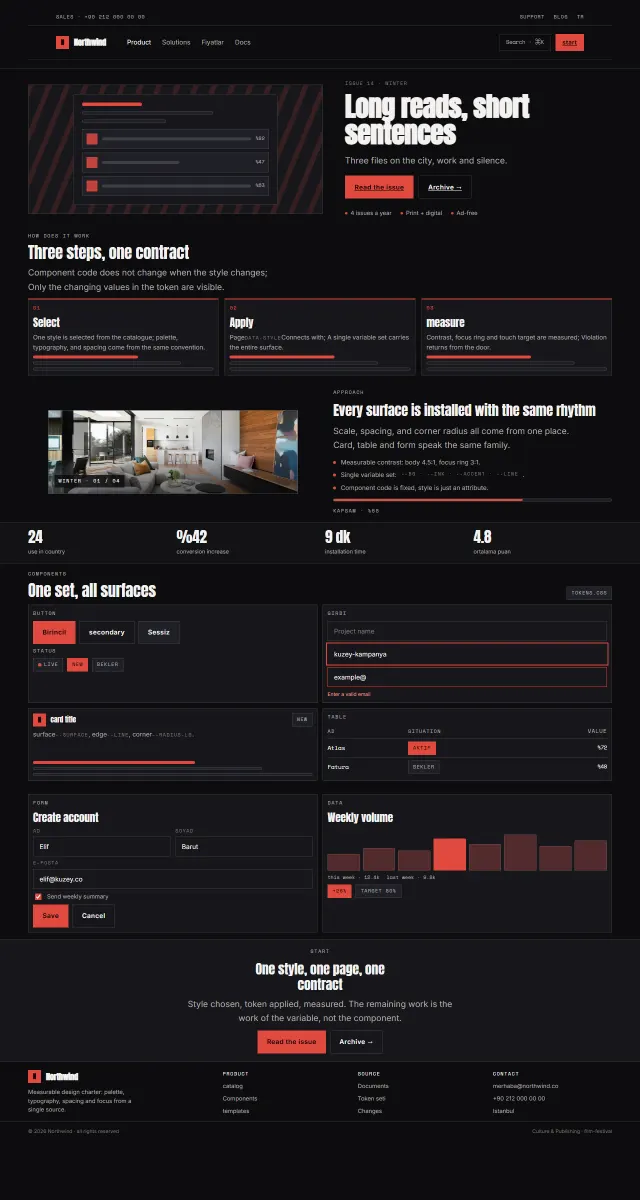 SALES · +90 212 000 00 00
SUPPORT BLOG TR
Northwind
Product Solutions Fiyatlar Docs
Search · ⌘K
start
ISSUE 14 · WINTER
Long reads, short
sentences
Three files on the city, work and silence.
Read the issue
Archive →
4 issues a year
Print + digital
Ad-free
%47
HOW DOES IT WORK
Three steps, one contract
Component code does not change when the style changes;
Only the changing values in the token are visible.
01
Select
One style is selected from the catalogue; palette,
typography, and spacing come from the same convention.
02
Apply
PageDATA-STYLEConnects with; A single variable set carries
the entire surface.
03
measure
Contrast, focus ring and touch target are measured; Violation
returns from the door.
WINTER · 01 / 04
APPROACH
Every surface is installed with the same rhythm
Scale, spacing, and corner radius all come from one place.
Card, table and form speak the same family.
Measurable contrast: body 4.5:1, focus ring 3:1.
Single variable set: --BG --INK --ACCENT --LINE .
Component code is fixed, style is just an attribute.
24
use in country
%42
conversion increase
9 dk
installation time
4.8
ortalama puan
COMPONENTS
One set, all surfaces
TOKENS.CSS
BUTTON
Birincil
secondary
Sessiz
STATUS
LIVE
NEW
BEKLER
GIRDI
Project name
kuzey-kampanya
example@
Enter a valid email
card title
NEW
surface--SURFACE, edge--LINE, corner--RADIUS-LG.
TABLE
AD SITUATION VALUE
Atlas AKTIF %72
Fatura BEKLER
FORM
Create account
AD
SOYAD
Elif
Barut
E-POSTA
elif@kuzey.co
Send weekly summary
Save
Cancel
DATA
Weekly volume
TARGET 80%
START
One style, one page, one
contract
Style chosen, token applied, measured. The remaining work is the
work of the variable, not the component.
Read the issue
Archive →
Northwind
Measurable design charter: palette,
typography, spacing and focus from a
single source.
PRODUCT
catalog
Components
templates
SOURCE
Documents
Token seti
Changes
CONTACT
merhaba@northwind.co
+90 212 000 00 00
Istanbul
© 2026 Northwind · all rights reserved
Culture & Publishing · film-festival